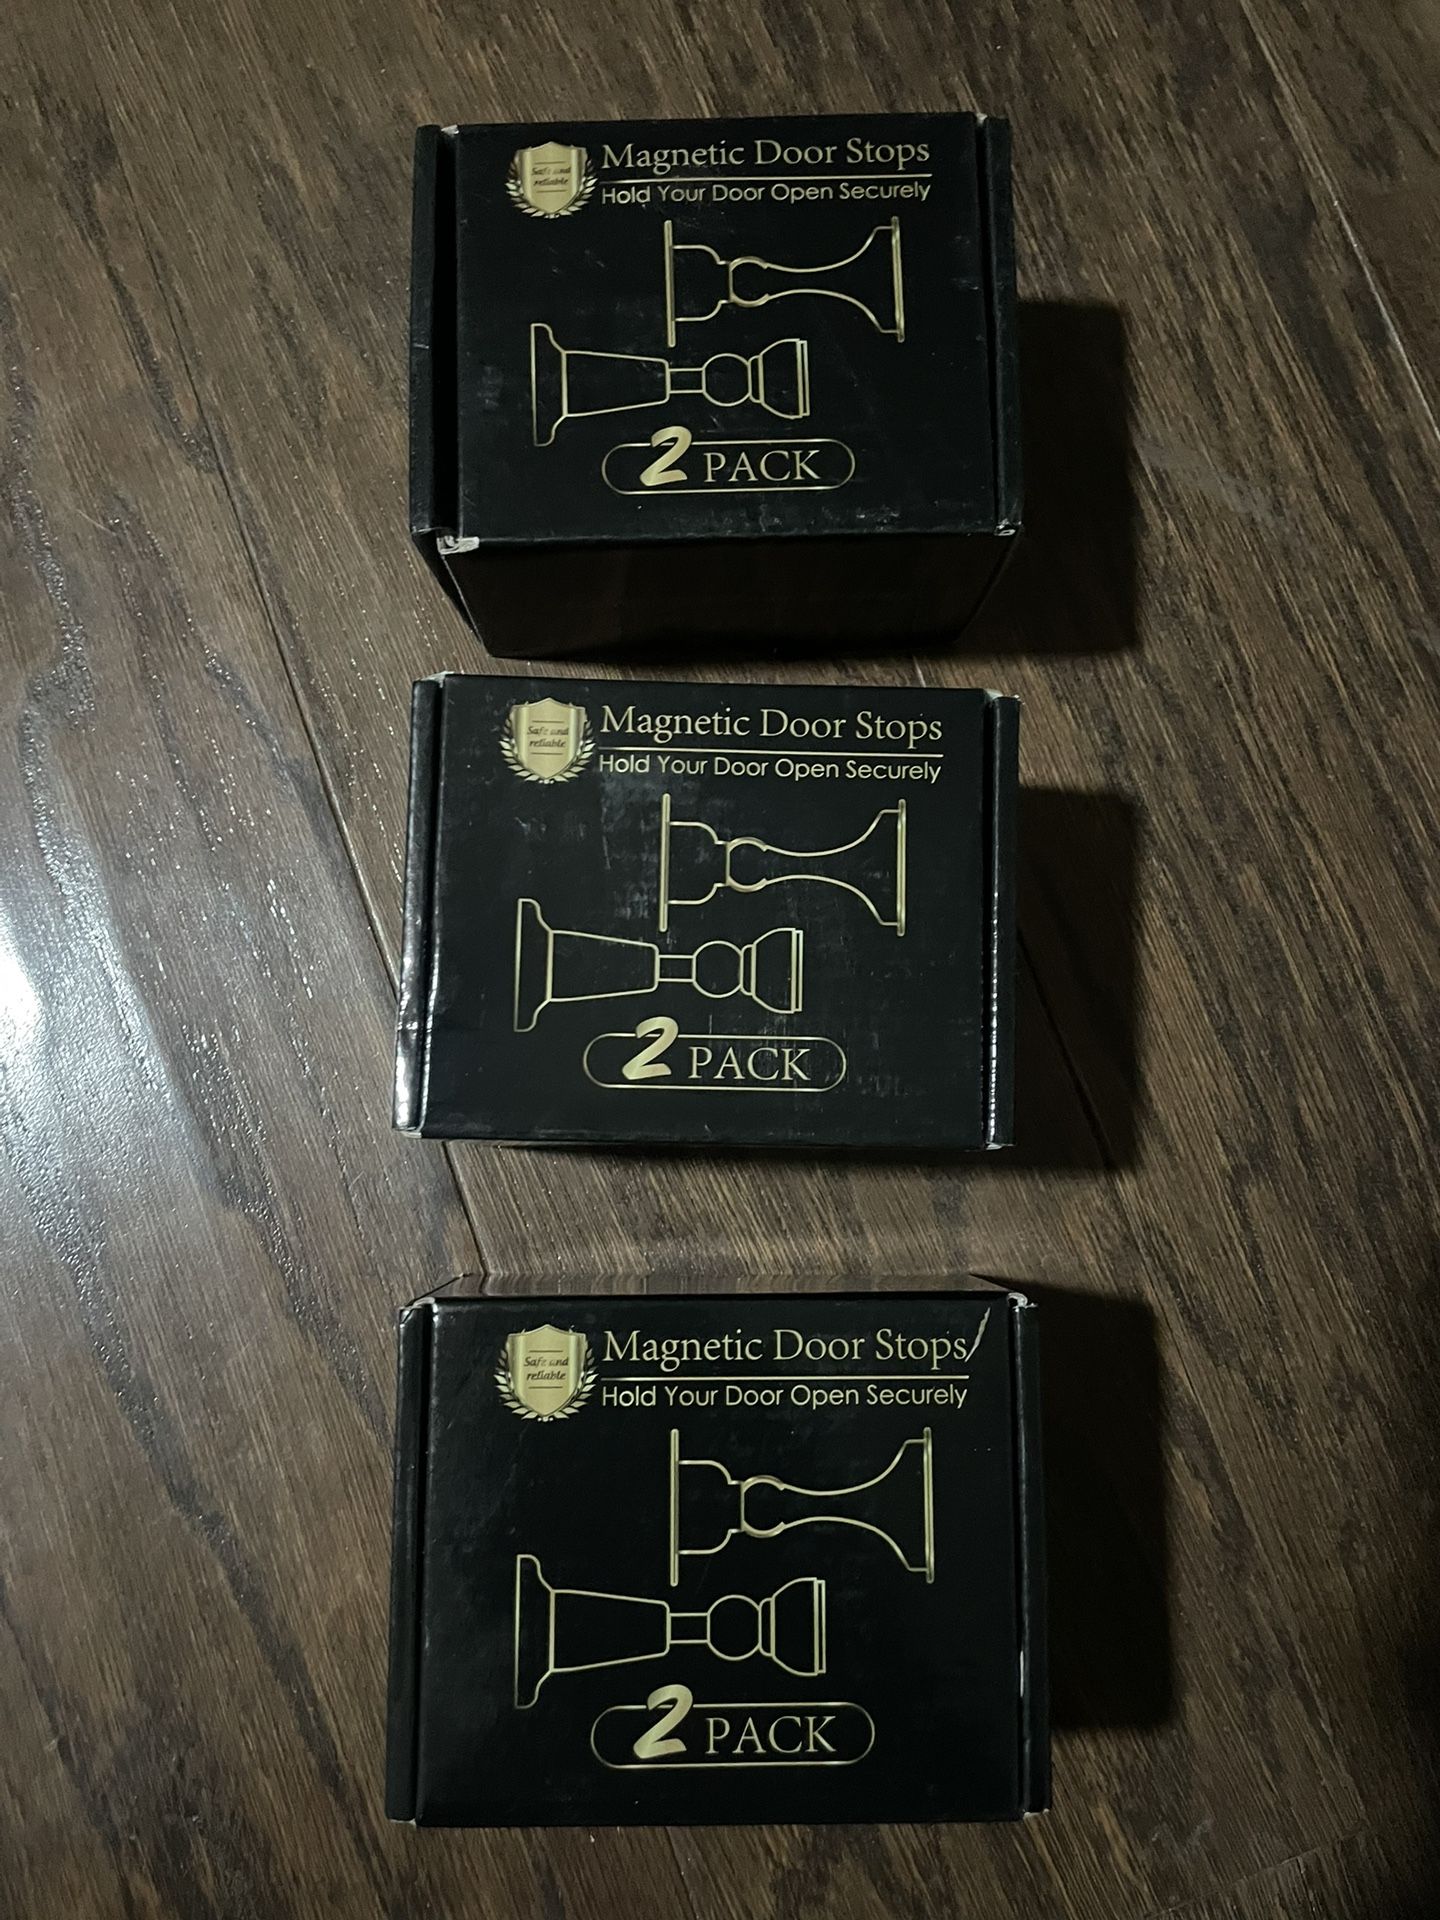 Safe and
reliable
Magnetic Door Stops
Hold Your Door Open Securely
2 PACK
Safe and
reliable
Magnetic Door Stops
Hold Your Door Open Securely
2 PACK
Safe and
reliable
Magnetic Door Stops
Hold Your Door Open Securely
2 PACK